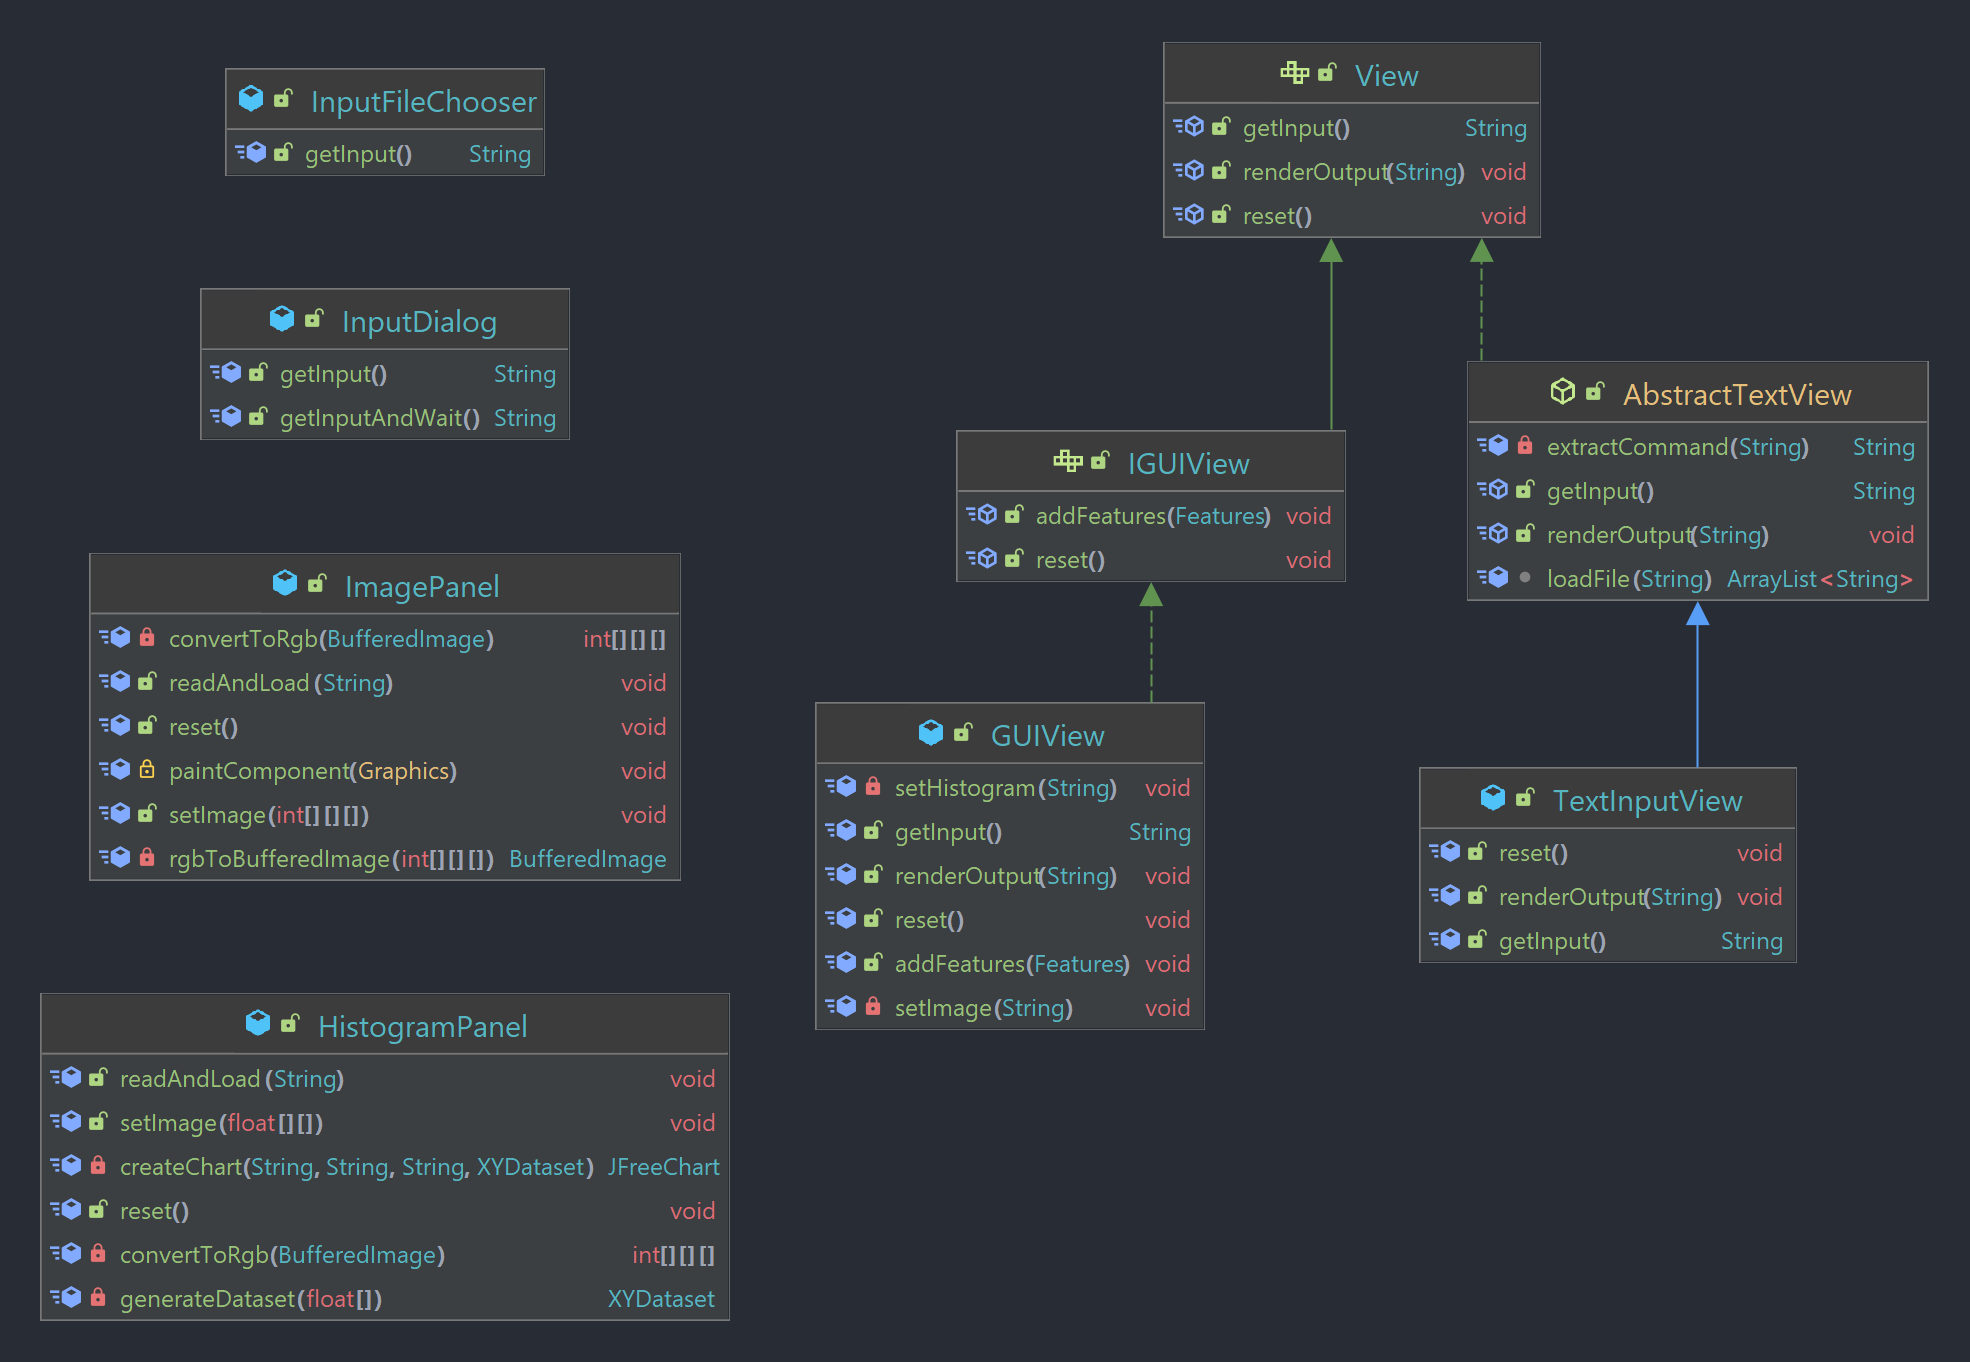 InputFileChooser
getInput() String
InputDialog
getInput() String
getInputAndWait() String
ImagePanel
convertToRgb(BufferedImage) int[][][]
readAndLoad(String) void
reset() void
paintComponent(Graphics) void
setImage(int[][][]) void
rgbToBufferedImage(int[][][]) BufferedImage
HistogramPanel
readAndLoad(String) void
setImage(float[][]) void
createChart(String, String, String, XYDataset) JFreeChart
reset() void
convertToRgb(BufferedImage) int[][][]
generateDataset(float[]) XYDataset
View
getInput() String
renderOutput(String) void
reset() void
IGUIView
addFeatures(Features) void
reset() void
GUIView
setHistogram(String) void
getInput() String
renderOutput(String) void
reset() void
addFeatures(Features) void
setImage(String) void
AbstractTextView
extractCommand(String) String
getInput() String
renderOutput(String) void
loadFile(String) ArrayList<String>
TextInputView
reset() void
renderOutput(String) void
getInput() String